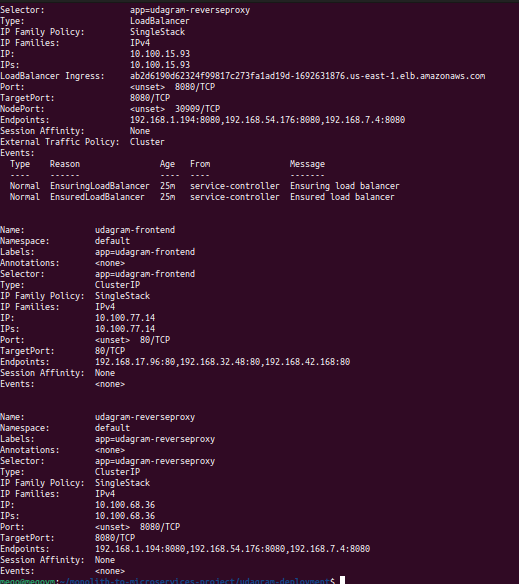 Selector:                 app=udagram-reverseproxy
Type:                     LoadBalancer
IP Family Policy:         SingleStack
IP Families:              IPv4
IP:                       10.100.15.93
IPs:                      10.100.15.93
LoadBalancer Ingress:     ab2d6190d62324f99817c273fa1ad19d-1692631876.us-east-1.elb.amazonaws.com
Port:                     <unset>  8080/TCP
TargetPort:               8080/TCP
NodePort:                 <unset>  30909/TCP
Endpoints:                192.168.1.194:8080,192.168.54.176:8080,192.168.7.4:8080
Session Affinity:         None
External Traffic Policy:  Cluster
Events:
  Type    Reason                Age   From                Message
  ----    ------                ----  ----                -------
  Normal  EnsuringLoadBalancer  25m   service-controller  Ensuring load balancer
  Normal  EnsuredLoadBalancer   25m   service-controller  Ensured load balancer
Name:              udagram-frontend
Namespace:         default
Labels:            app=udagram-frontend
Annotations:       <none>
Selector:          app=udagram-frontend
Type:              ClusterIP
IP Family Policy:  SingleStack
IP Families:       IPv4
IP:                10.100.77.14
IPs:               10.100.77.14
Port:              <unset>  80/TCP
TargetPort:        80/TCP
Endpoints:         192.168.17.96:80,192.168.32.48:80,192.168.42.168:80
Session Affinity:  None
Events:            <none>
Name:              udagram-reverseproxy
Namespace:         default
Labels:            app=udagram-reverseproxy
Annotations:       <none>
Selector:          app=udagram-reverseproxy
Type:              ClusterIP
IP Family Policy:  SingleStack
IP Families:       IPv4
IP:                10.100.68.36
IPs:               10.100.68.36
Port:              <unset>  8080/TCP
TargetPort:        8080/TCP
Endpoints:         192.168.1.194:8080,192.168.54.176:8080,192.168.7.4:8080
Session Affinity:  None
Events:            <none>
mego@megovm:~/monolith-to-microservices-project/udagram-deployment$